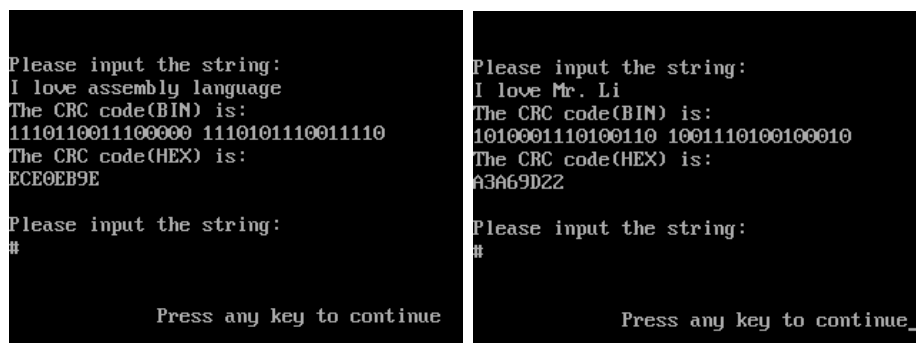 Please input the string:
I love assembly language
The CRC code(BIN) is:
1110110011100000 1110101110011110
The CRC code(HEX) is:
ECE0EB9E
Please input the string:
#
Press any key to continue
Please input the string:
I love Mr. Li
The CRC code(BIN) is:
1010001110100110 1001110100100010
The CRC code(HEX) is:
A3A69D22
Please input the string:
#
Press any key to continue_